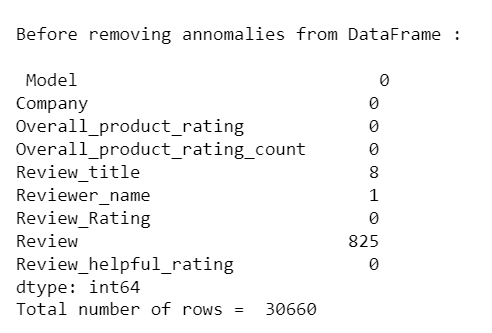 Before removing annomalies from DataFrame :
Model 0
Company 0
Overall_product_rating 0
Overall_product_rating_count 0
Review_title 8
Reviewer_name 1
Review_Rating 0
Review 825
Review_helpful_rating 0
dtype: int64
Total number of rows = 30660